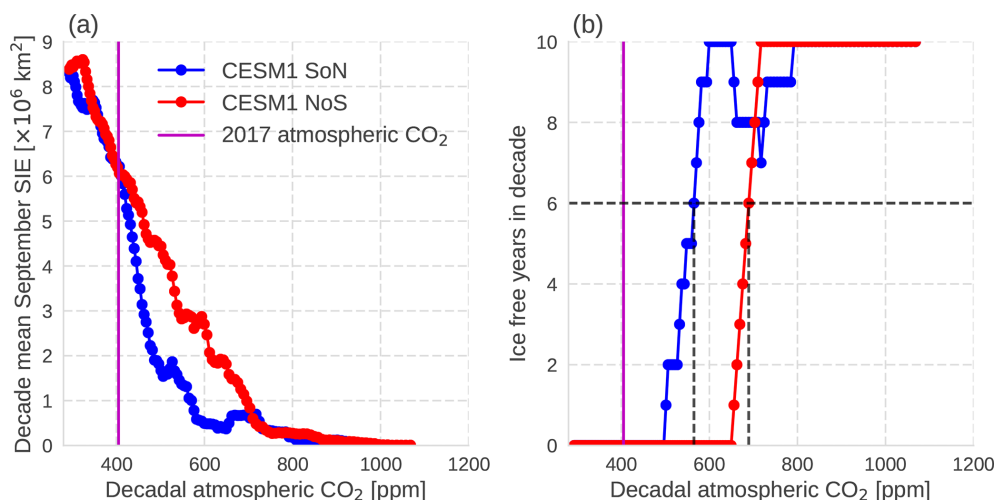 (a)
Decade mean September SIE [×10⁶ km²]
9
8
7
6
5
4
3
2
1
0
CESM1 SoN
CESM1 NoS
2017 atmospheric CO₂
400
600
800
1000
1200
Decadal atmospheric CO₂ [ppm]
(b)
Ice free years in decade
10
8
6
4
2
0
400
600
800
1000
1200
Decadal atmospheric CO₂ [ppm]